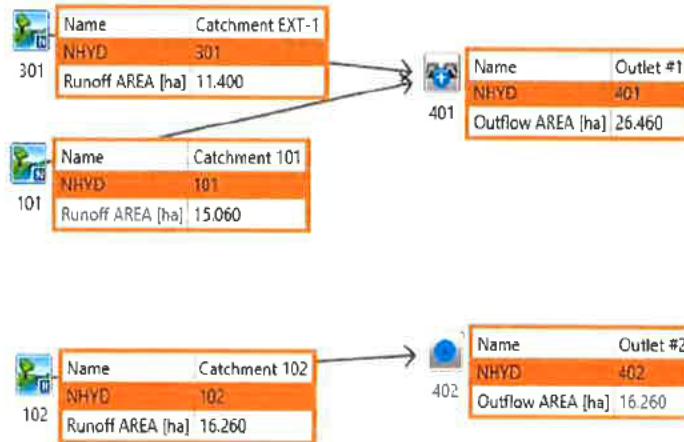 Name Catchment EXT-1
NHYD 301
301
Runoff AREA [ha] 11.400
Name Outlet #1
NHYD 401
401
Outflow AREA [ha] 26.460
Name Catchment 101
NHYD 101
101
Runoff AREA [ha] 15.060
Name Outlet #2
NHYD 402
402
Outflow AREA [ha] 16.260
Name Catchment 102
NHYD 102
102
Runoff AREA [ha] 16.260